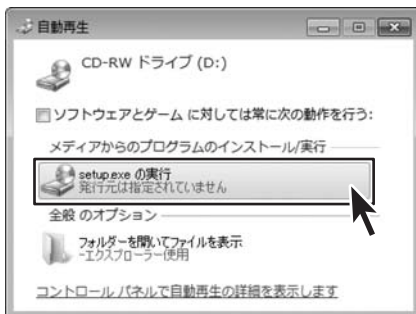 自動再生
CD-RW ドライブ (D:)
ソフトウェアとゲーム に対しては常に次の動作を行う:
メディアからのプログラムのインストール/実行
setup.exe の実行
発行元は指定されていません
全般 のオプション
フォルダーを開いてファイルを表示
-エクスプローラー使用
コントロール パネルで自動再生の詳細を表示します